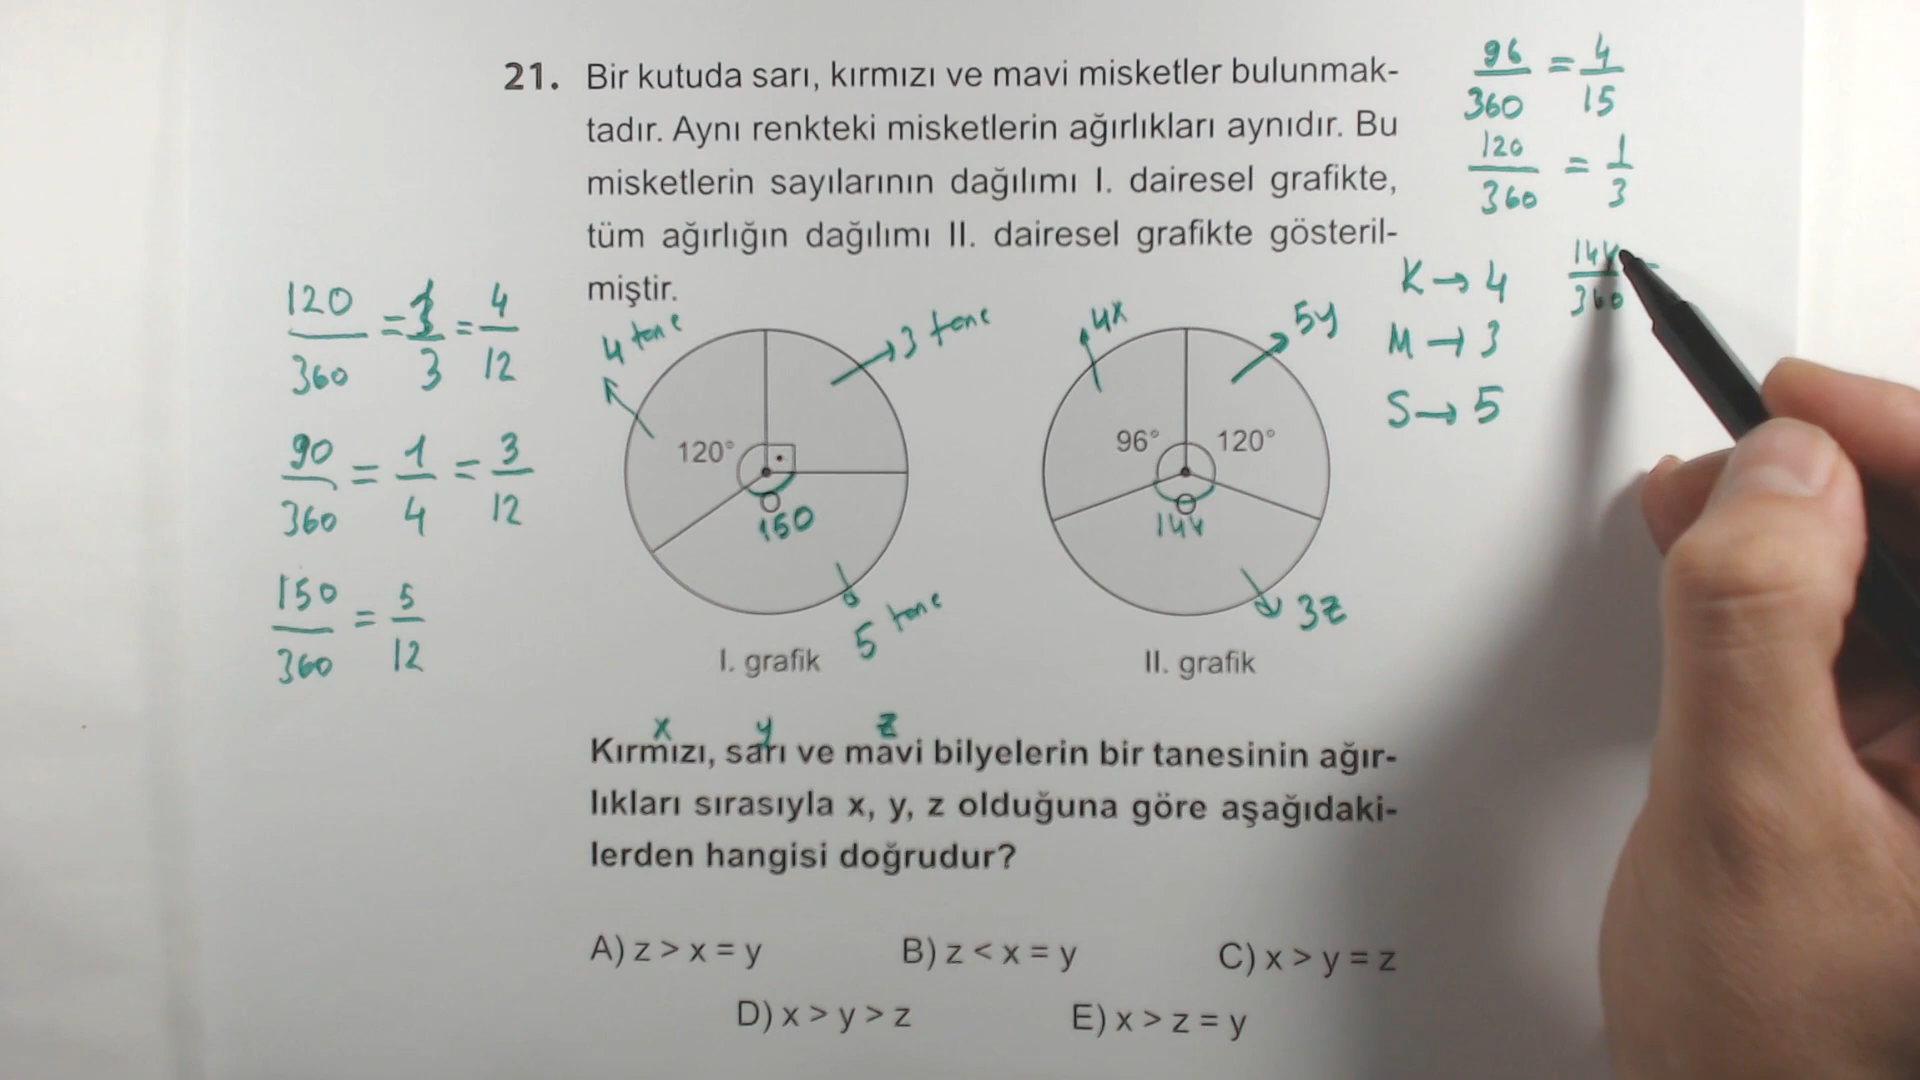 21. Bir kutuda sarı, kırmızı ve mavi misketler bulunmak-
tadır. Aynı renkteki misketlerin ağırlıkları aynıdır. Bu
misketlerin sayılarının dağılımı I. dairesel grafikte,
tüm ağırlığın dağılımı II. dairesel grafikte gösteril-
miştir.
96/360 = 4/15
120/360 = 1/3
144/360
K → 4
M → 3
S → 5
120/360 = 1/3 = 4/12
90/360 = 1/4 = 3/12
150/360 = 5/12
4 tane
3 tane
120°
O
150
5 tane
I. grafik
4x
5y
96°
120°
O
144
3z
II. grafik
x y z
Kırmızı, sarı ve mavi bilyelerin bir tanesinin ağır-
lıkları sırasıyla x, y, z olduğuna göre aşağıdaki-
lerden hangisi doğrudur?
A) z > x = y B) z < x = y C) x > y = z
D) x > y > z E) x > z = y